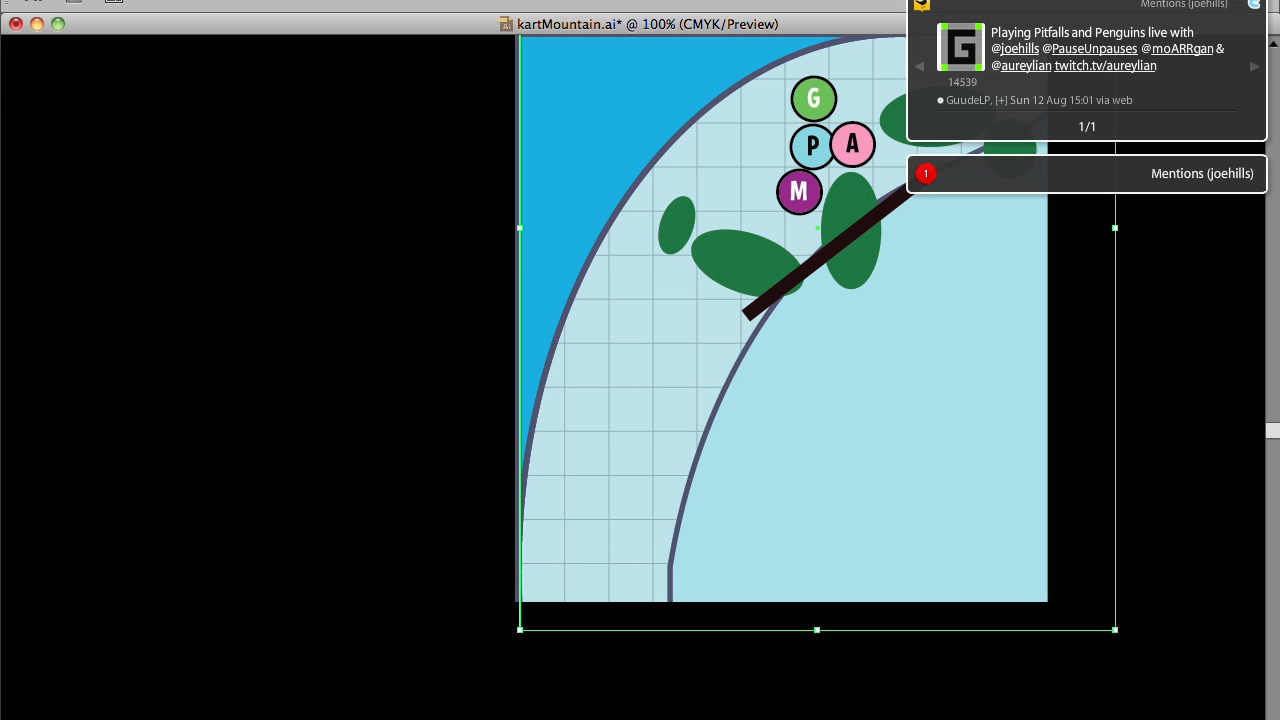 Mentions (joehills)
kartMountain.ai* @ 100% (CMYK/Preview)
Playing Pitfalls and Penguins live with
@joehills @PauseUnpauses @moARRgan &
@aureylian twitch.tv/aureylian
14539
GuudeLP, [+] Sun 12 Aug 15:01 via web
1/1
1
Mentions (joehills)
G
P A
M
G
Ai